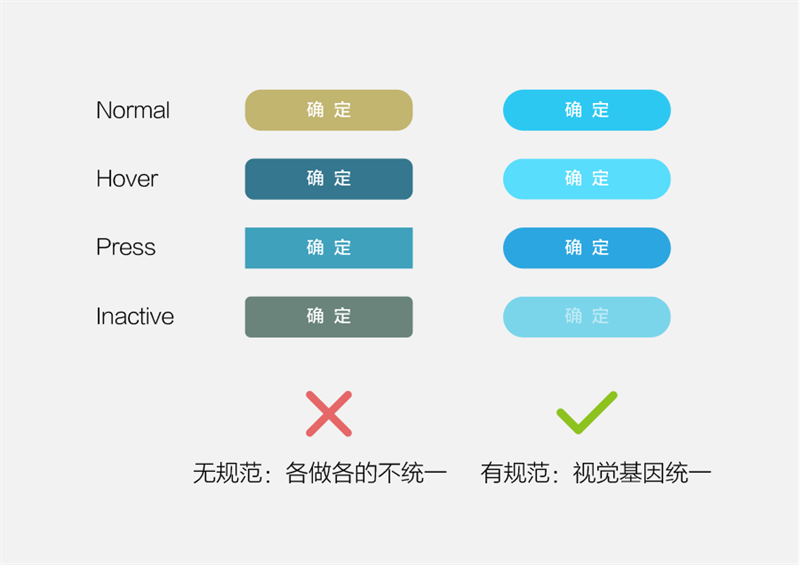 Normal 确 定 确 定
Hover 确 定 确 定
Press 确 定 确 定
Inactive 确 定 确 定
无规范：各做各的不统一 有规范：视觉基因统一